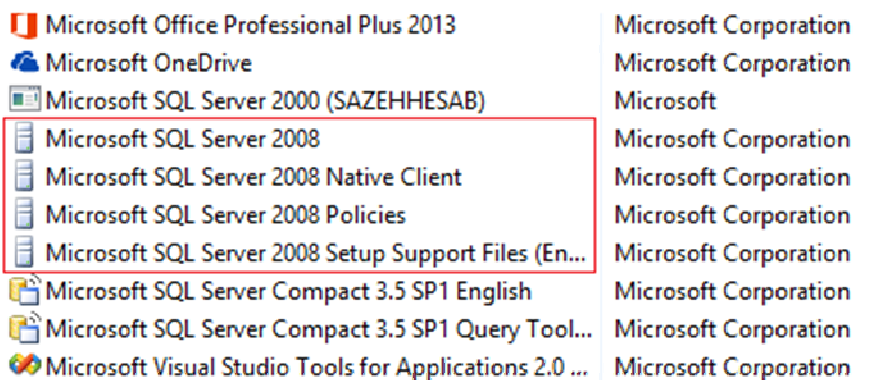 Microsoft Office Professional Plus 2013 Microsoft Corporation
Microsoft OneDrive Microsoft Corporation
Microsoft SQL Server 2000 (SAZEHHESAB) Microsoft
Microsoft SQL Server 2008 Microsoft Corporation
Microsoft SQL Server 2008 Native Client Microsoft Corporation
Microsoft SQL Server 2008 Policies Microsoft Corporation
Microsoft SQL Server 2008 Setup Support Files (En... Microsoft Corporation
Microsoft SQL Server Compact 3.5 SP1 English Microsoft Corporation
Microsoft SQL Server Compact 3.5 SP1 Query Tool... Microsoft Corporation
Microsoft Visual Studio Tools for Applications 2.0 ... Microsoft Corporation